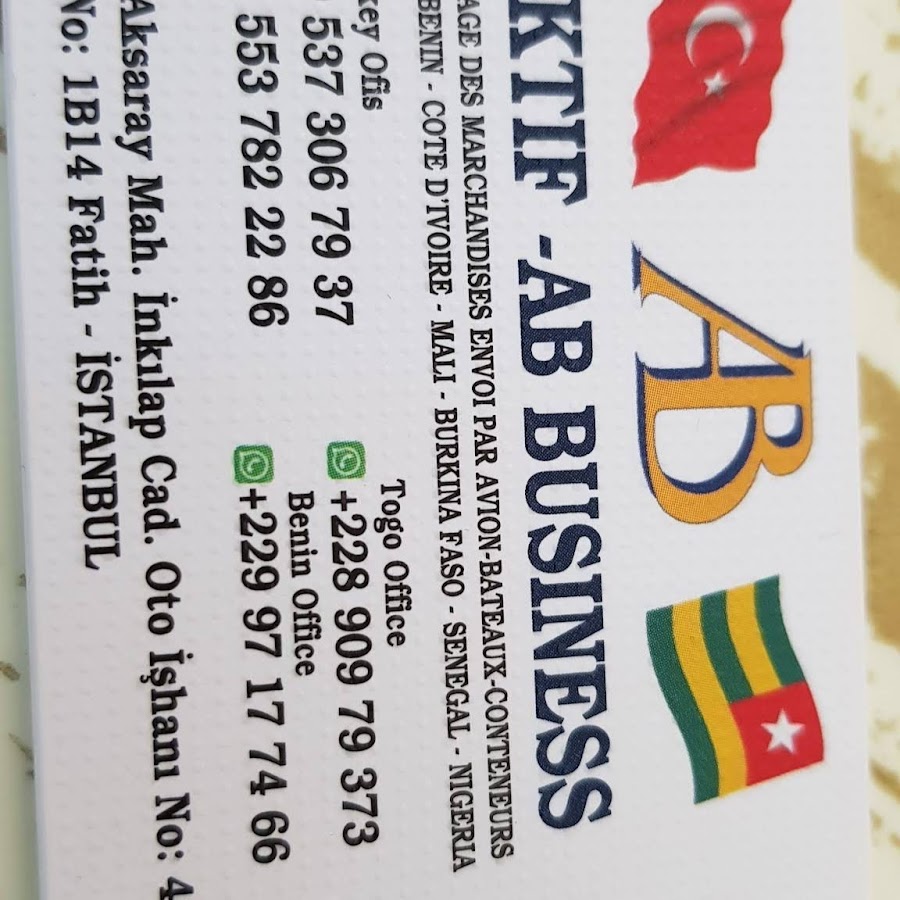 AB
KTIF -AB BUSINESS
AGE DES MARCHANDISES ENVOI PAR AVION-BATEAUX-CONTENEURS
BENIN - COTE D'IVOIRE - MALI - BURKINA FASO - SENEGAL - NIGERIA
key Ofis
537 306 79 37
553 782 22 86
Togo Office
+228 909 79 373
Benin Office
+229 97 17 74 66
Aksaray Mah. İnkılap Cad. Oto İşhanı No: 4
No: 1B14 Fatih - İSTANBUL